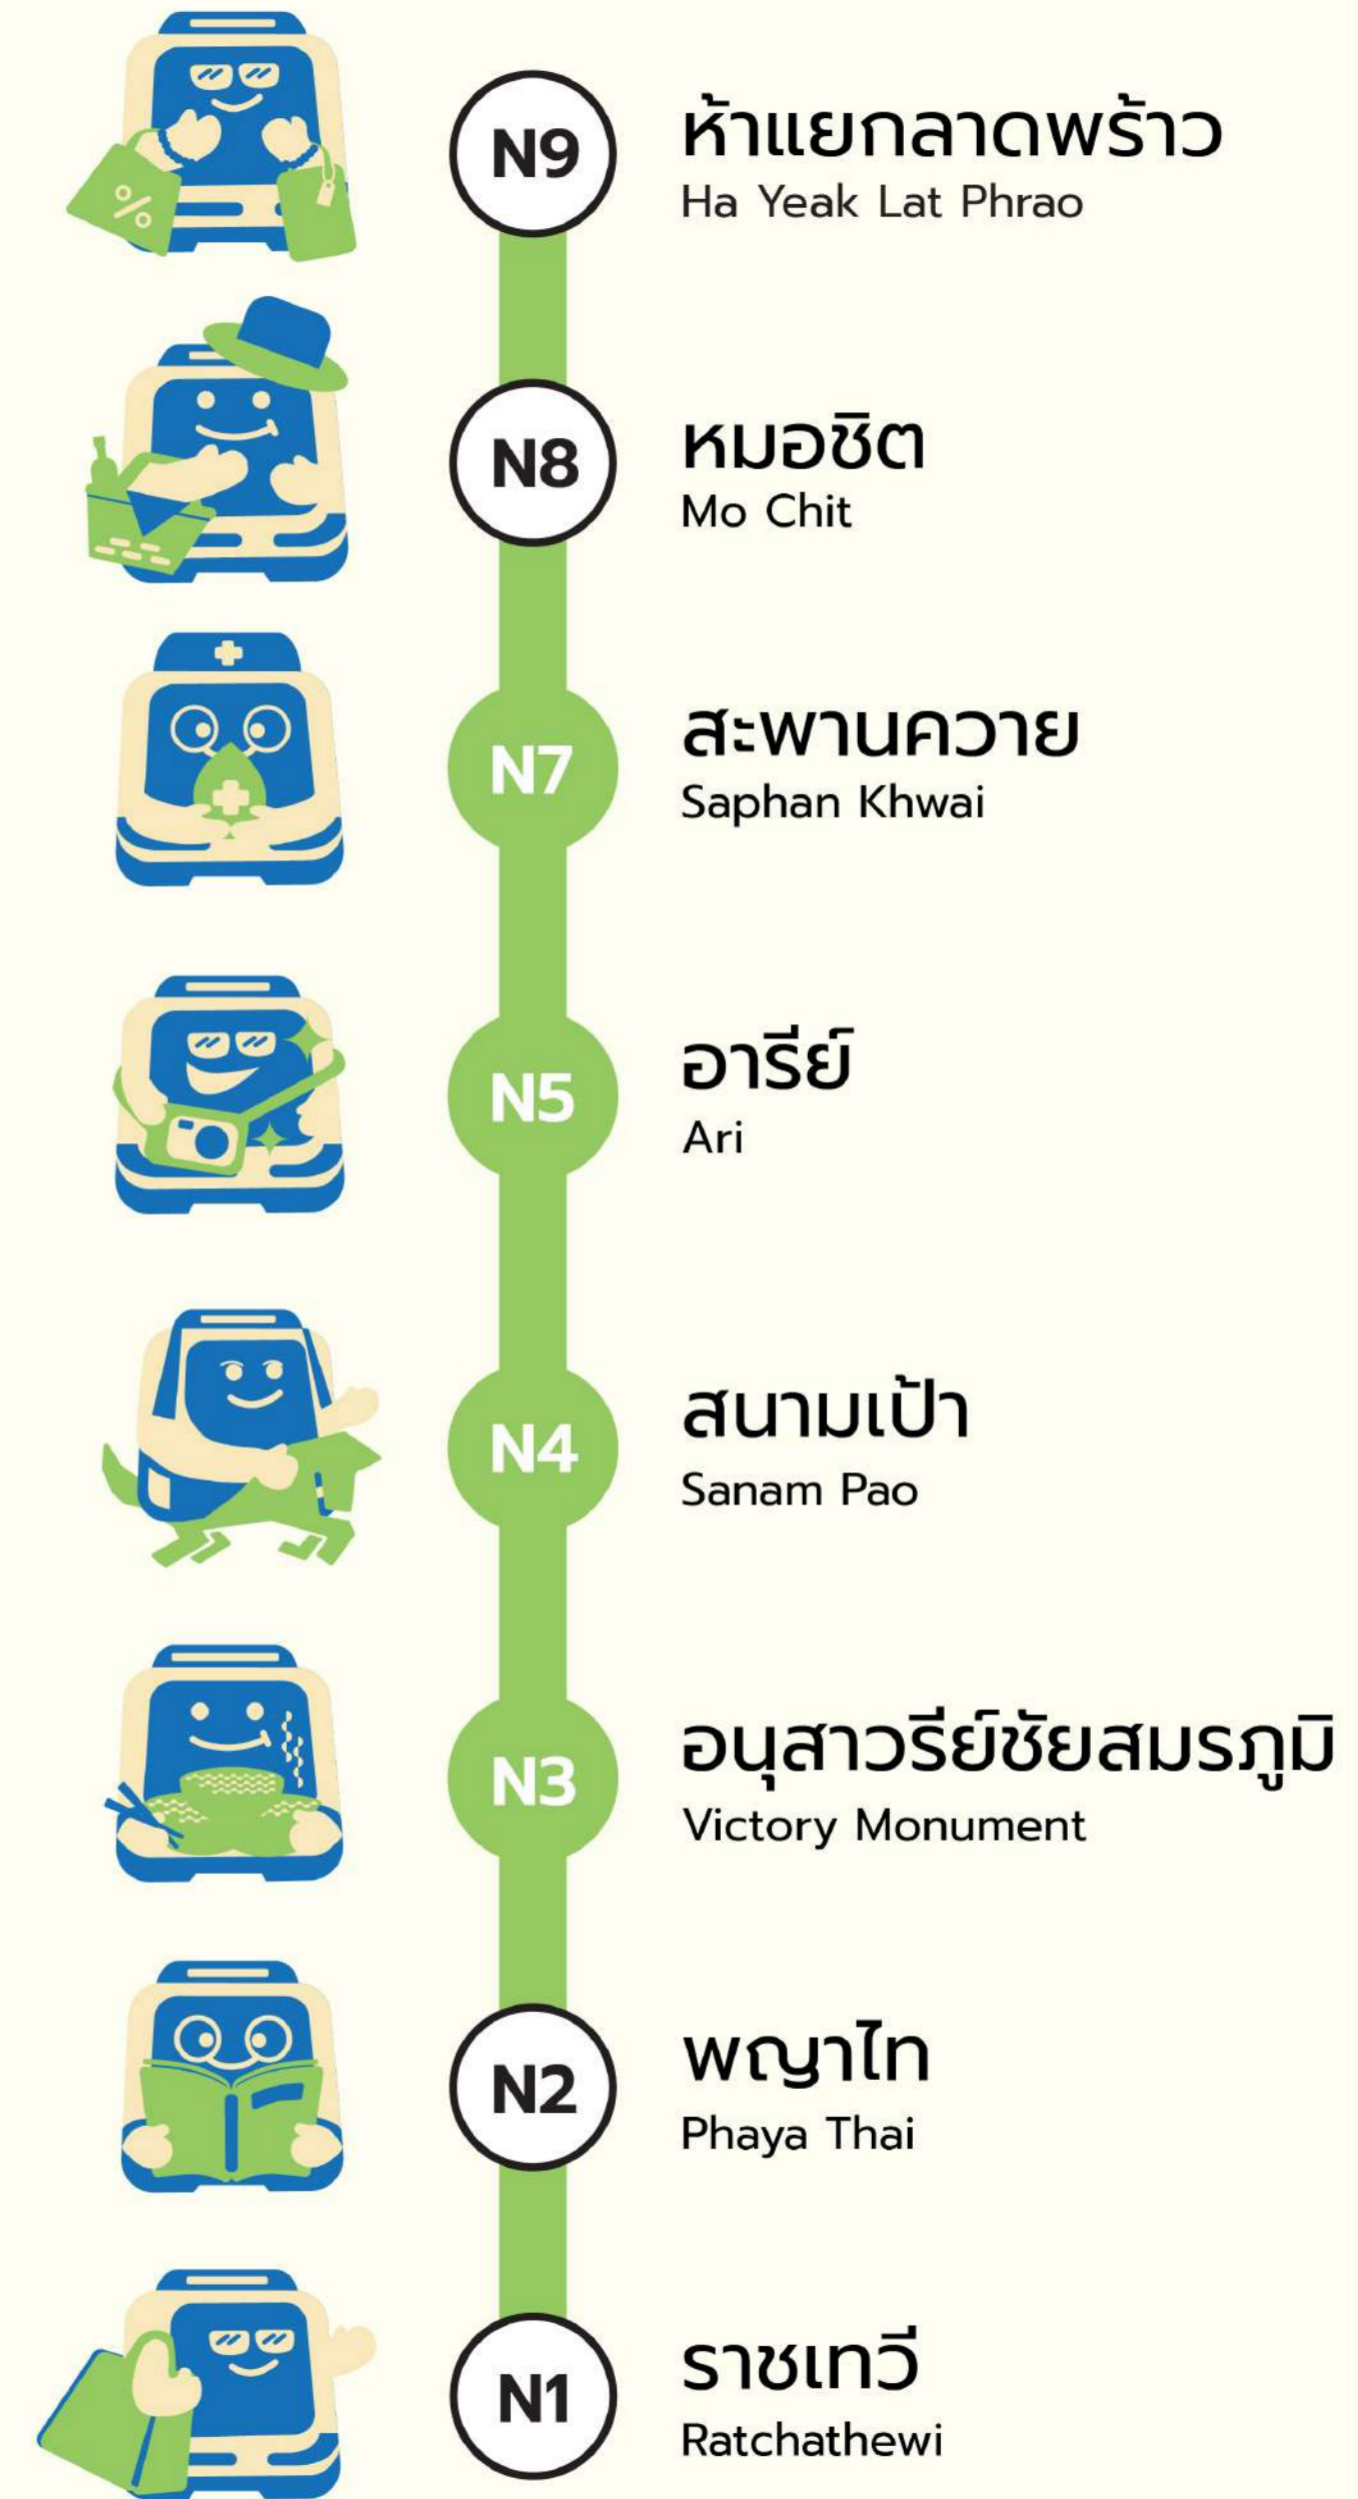 N9
ห้าแยกลาดพร้าว
Ha Yeak Lat Phrao
%
N8
หมอชิต
Mo Chit
N7
สะพานควาย
Saphan Khwai
N5
อารีย์
Ari
N4
สนามเป้า
Sanam Pao
N3
อนุสาวรีย์ชัยสมรภูมิ
Victory Monument
N2
พญาไท
Phaya Thai
N1
ราชเทวี
Ratchathewi